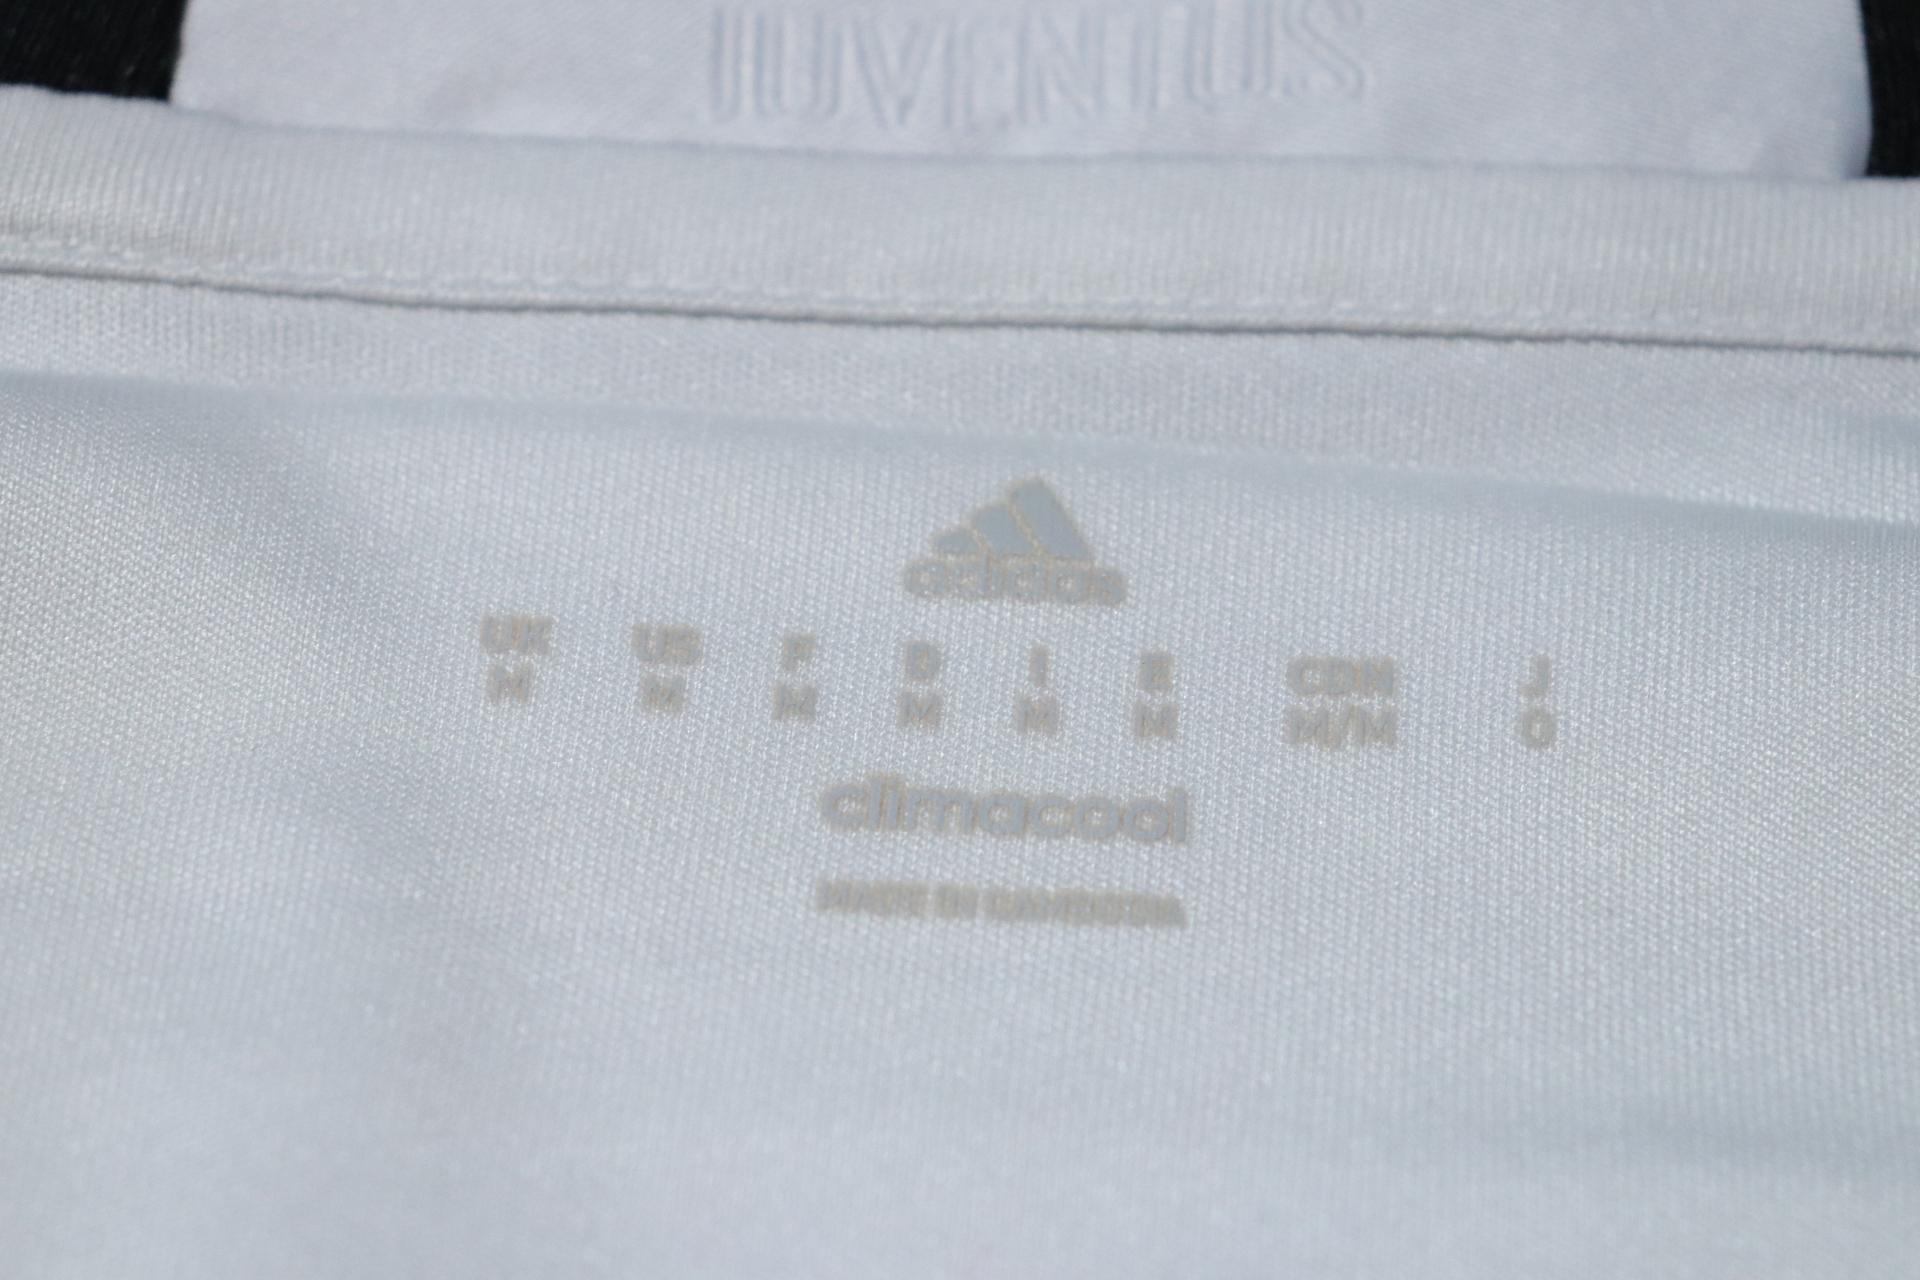 JUVENTUS
adidas
UK US F D I E CDN J
M M M M M M M/M O
climacool
MADE IN CAMBODIA